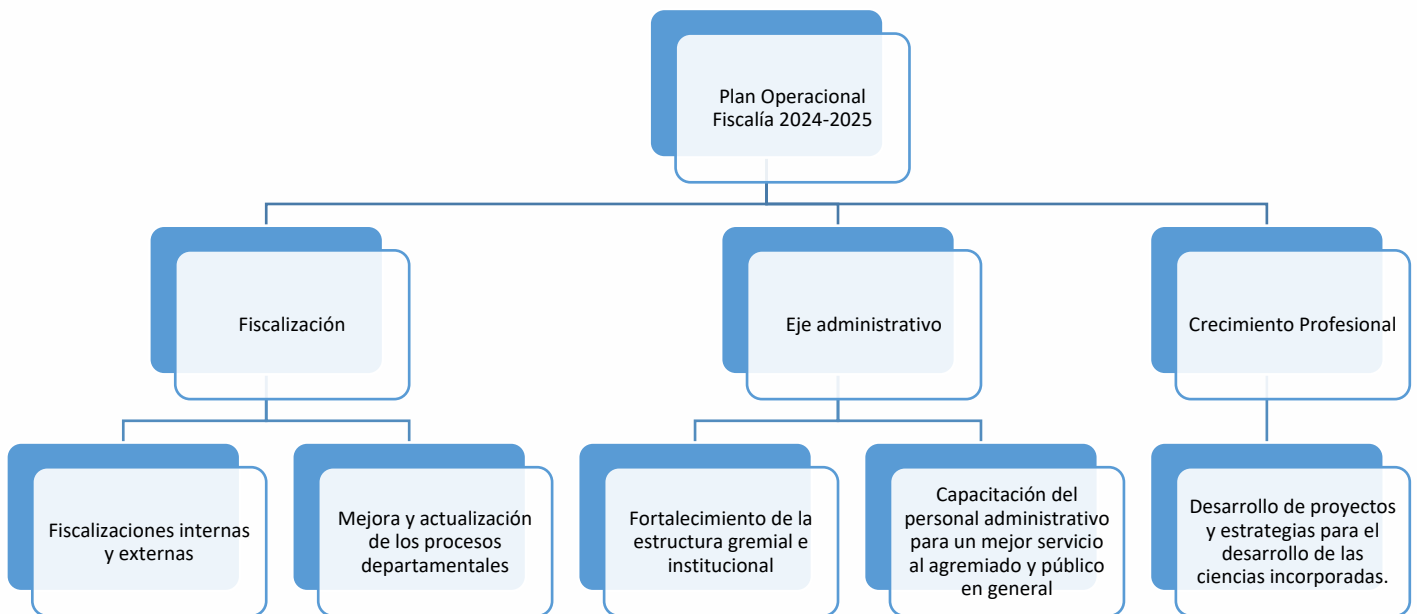 Plan Operacional
Fiscalía 2024-2025
Fiscalización
Eje administrativo
Crecimiento Profesional
Fiscalizaciones internas
y externas
Mejora y actualización
de los procesos
departamentales
Fortalecimiento de la
estructura gremial e
institucional
Capacitación del
personal administrativo
para un mejor servicio
al agremiado y público
en general
Desarrollo de proyectos
y estrategias para el
desarrollo de las
ciencias incorporadas.